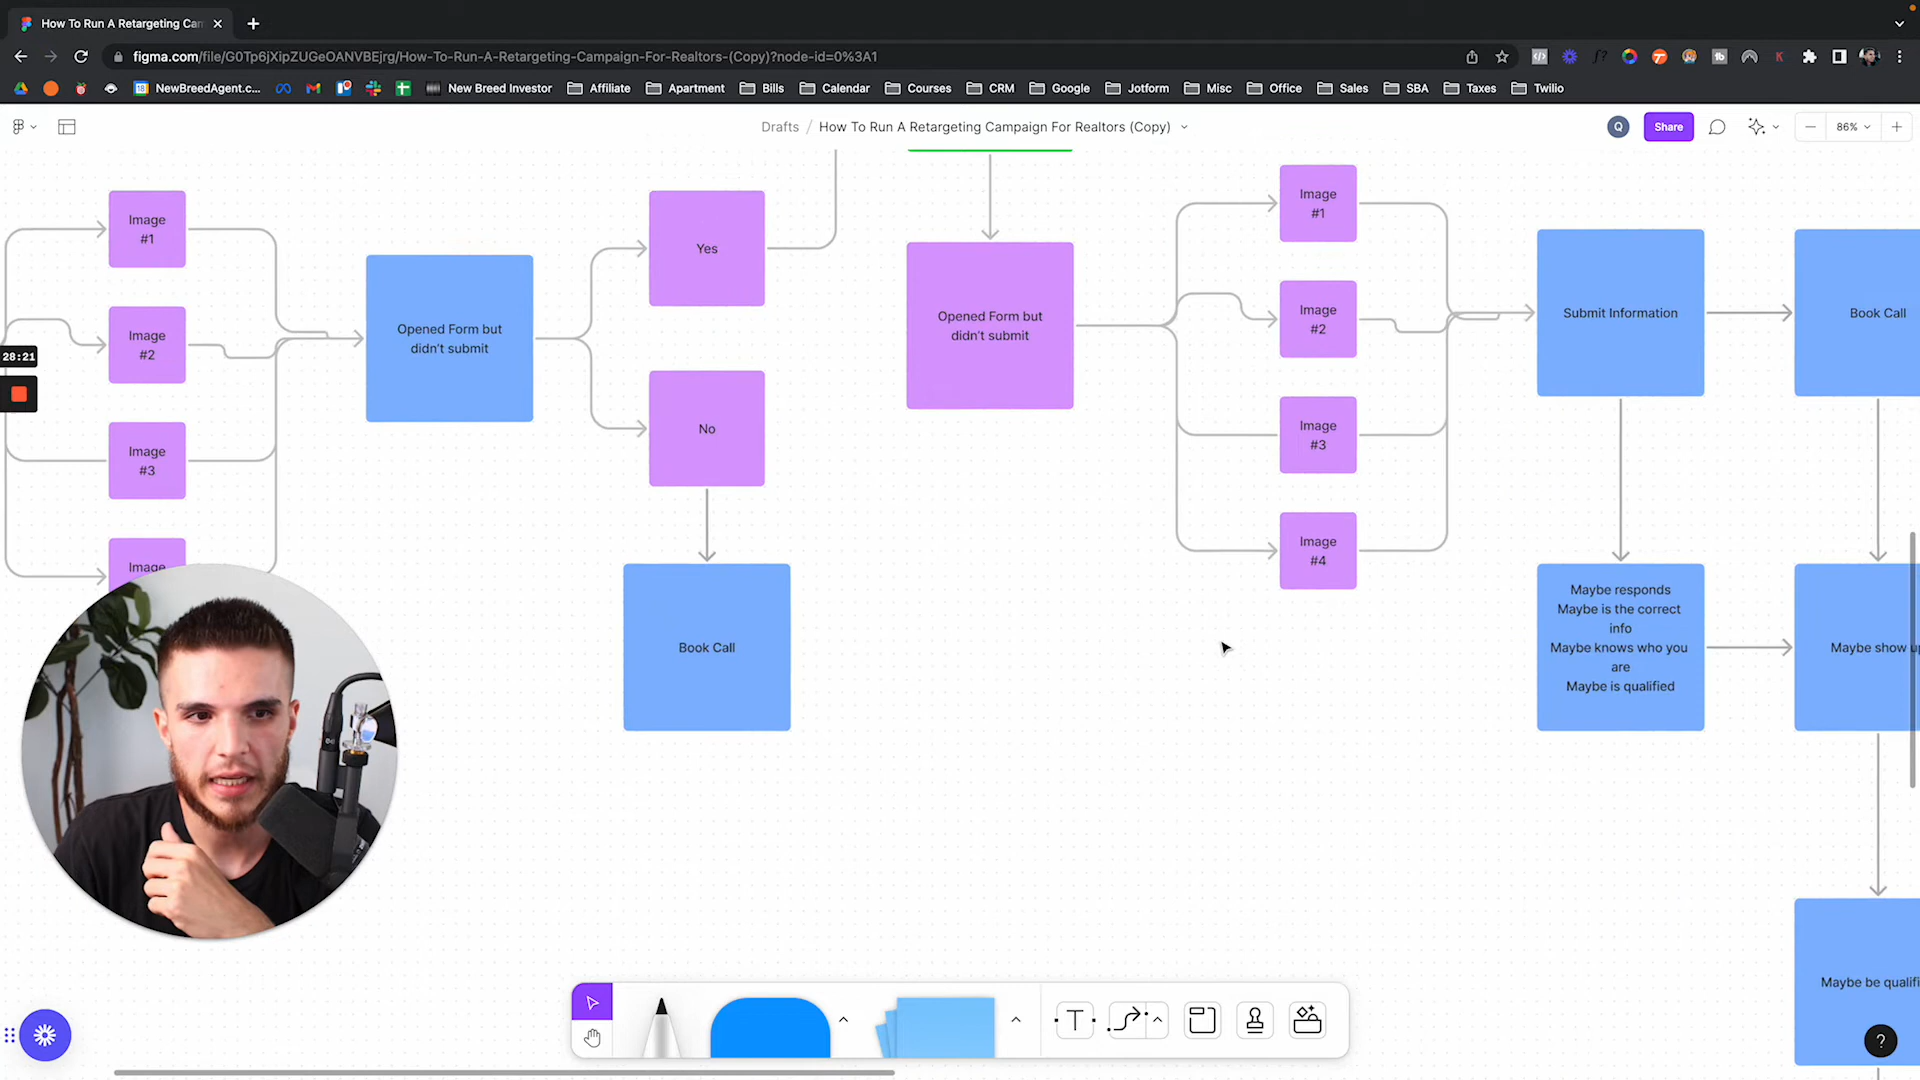 How To Run A Retargeting Can
figma.com/file/G0Tp6jXipZUGeOANVBEjrg/How-To-Run-A-Retargeting-Campaign-For-Realtors-(Copy)?node-id=0%3A1
NewBreedAgent.c...
New Breed Investor
Affiliate
Apartment
Bills
Calendar
Courses
CRM
Google
Jotform
Misc
Office
Sales
SBA
Taxes
Twilio
Drafts / How To Run A Retargeting Campaign For Realtors (Copy)
Q
Share
86%
Image
#1
Image
#2
Image
#3
Image
Opened Form but
didn't submit
Yes
No
Book Call
Opened Form but
didn't submit
Image
#1
Image
#2
Image
#3
Image
#4
Submit Information
Book Call
Maybe responds
Maybe is the correct
info
Maybe knows who you
are
Maybe is qualified
Maybe show up
Maybe be qualifi
28:21
T
?